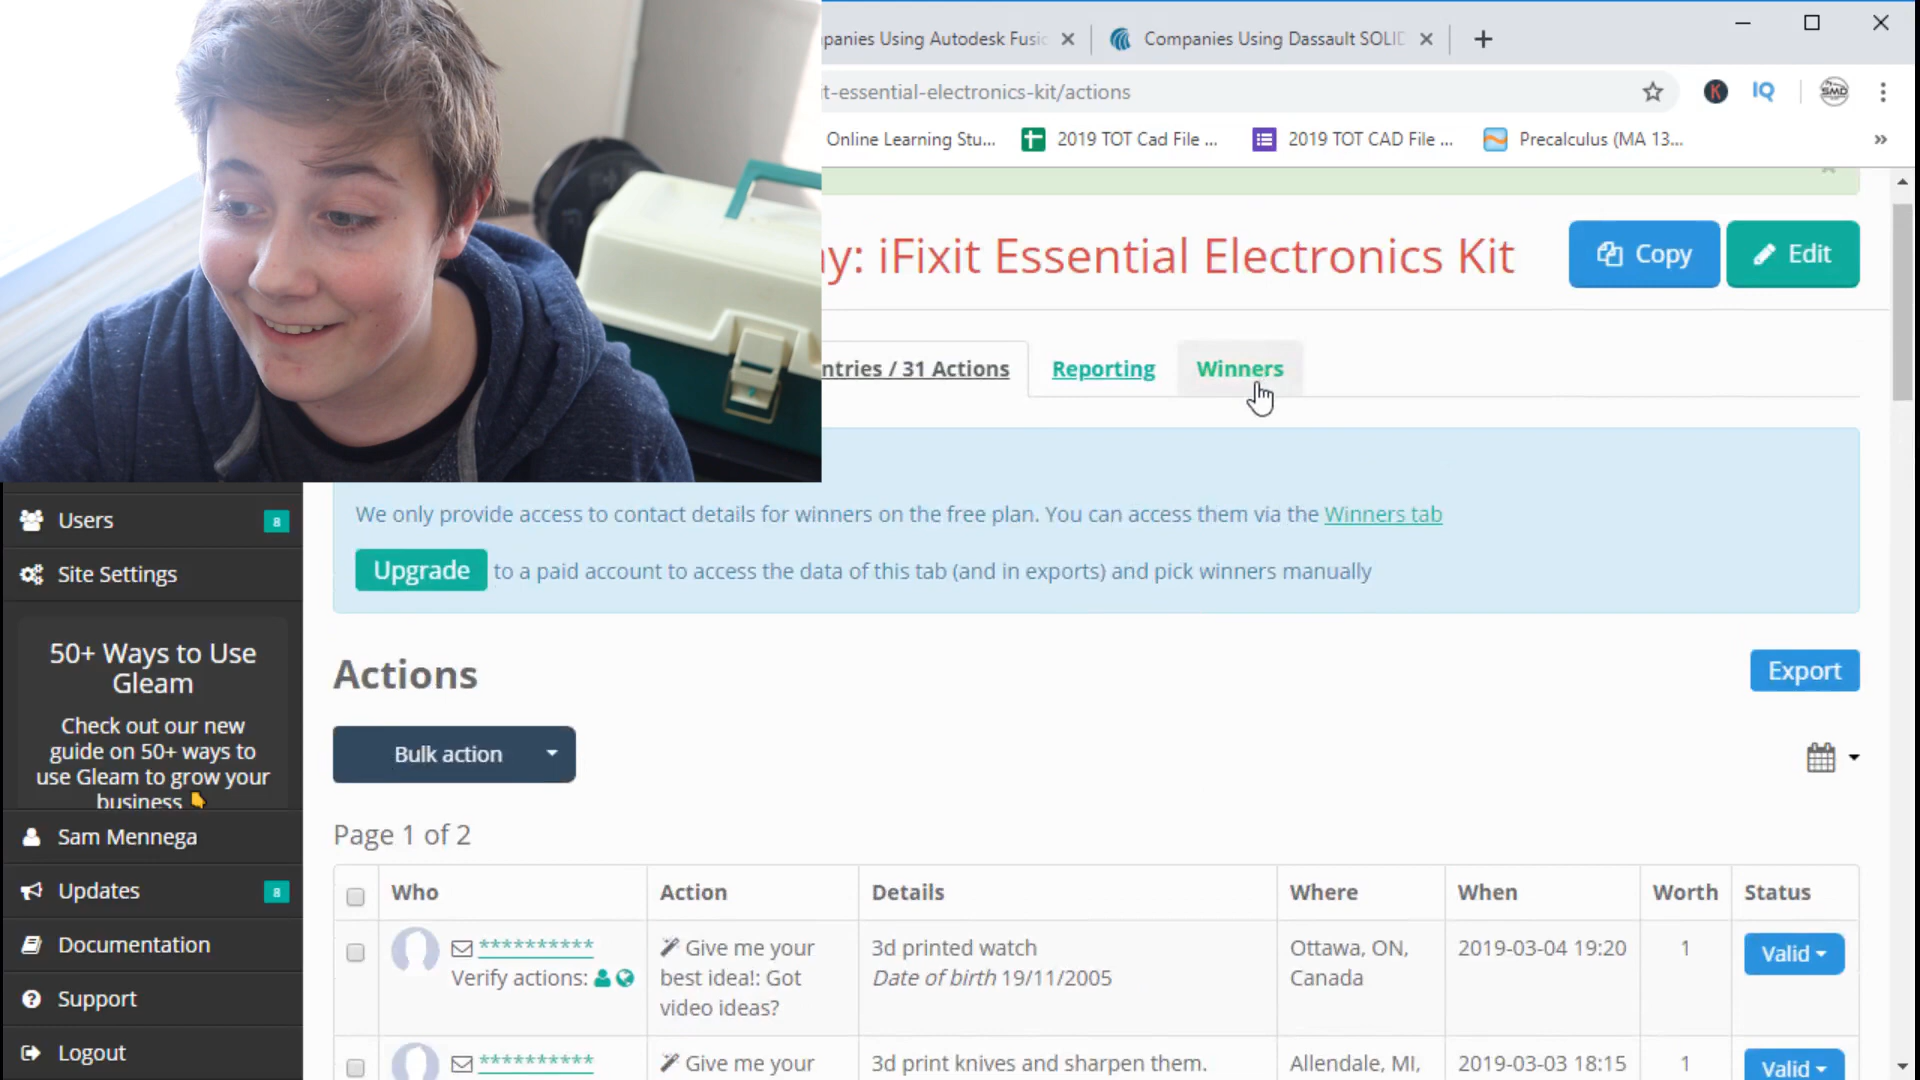 panies Using Autodesk Fusi
Companies Using Dassault SOLID
t-essential-electronics-kit/actions
IQ
SMD
Online Learning Stu...
2019 TOT Cad File ...
2019 TOT CAD File ...
Precalculus (MA 13...
ay: iFixit Essential Electronics Kit
Copy
Edit
ntries / 31 Actions
Reporting
Winners
We only provide access to contact details for winners on the free plan. You can access them via the Winners tab
Upgrade to a paid account to access the data of this tab (and in exports) and pick winners manually
Users 8
Site Settings
50+ Ways to Use
Gleam
Check out our new
guide on 50+ ways to
use Gleam to grow your
business
Sam Mennega
Updates 8
Documentation
Support
Logout
Actions
Export
Bulk action
Page 1 of 2
Who Action Details Where When Worth Status
********** Give me your 3d printed watch Ottawa, ON, 2019-03-04 19:20 1 Valid
Verify actions: best idea!: Got Date of birth 19/11/2005 Canada
video ideas?
********** Give me your 3d print knives and sharpen them. Allendale, MI, 2019-03-03 18:15 1 Valid